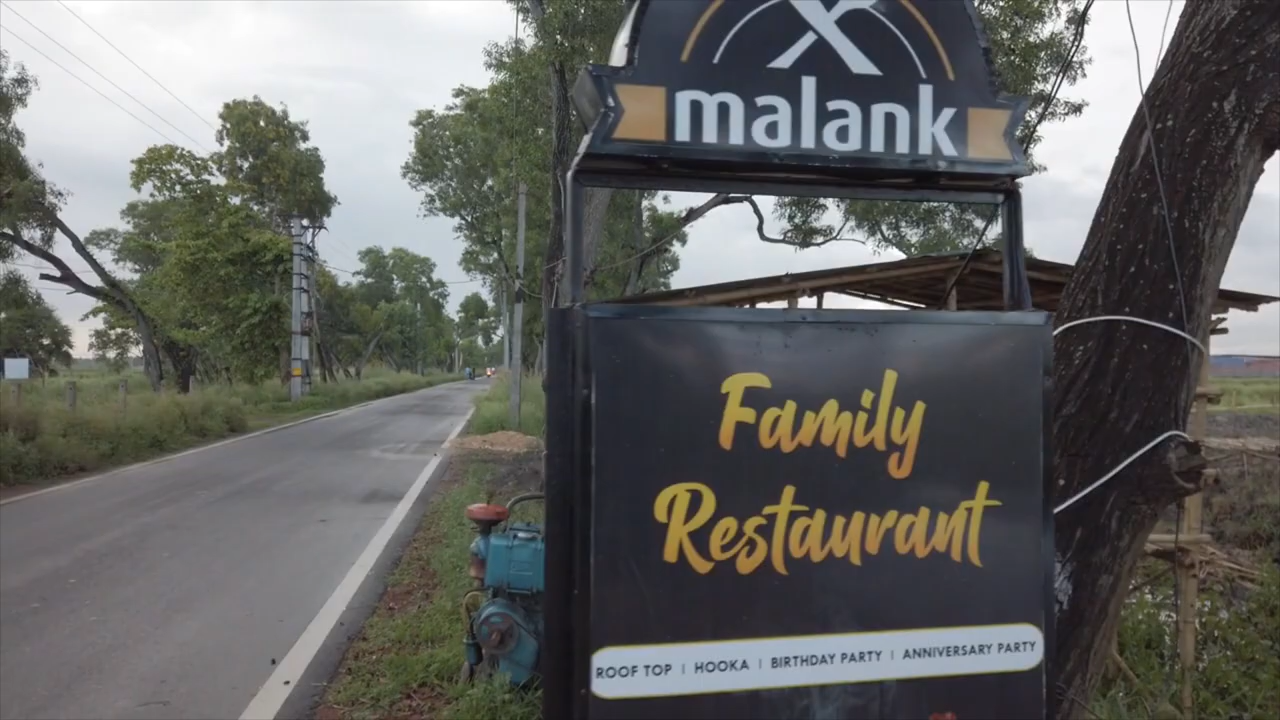 malank
Family
Restaurant
ROOF TOP | HOOKA | BIRTHDAY PARTY | ANNIVERSARY PARTY